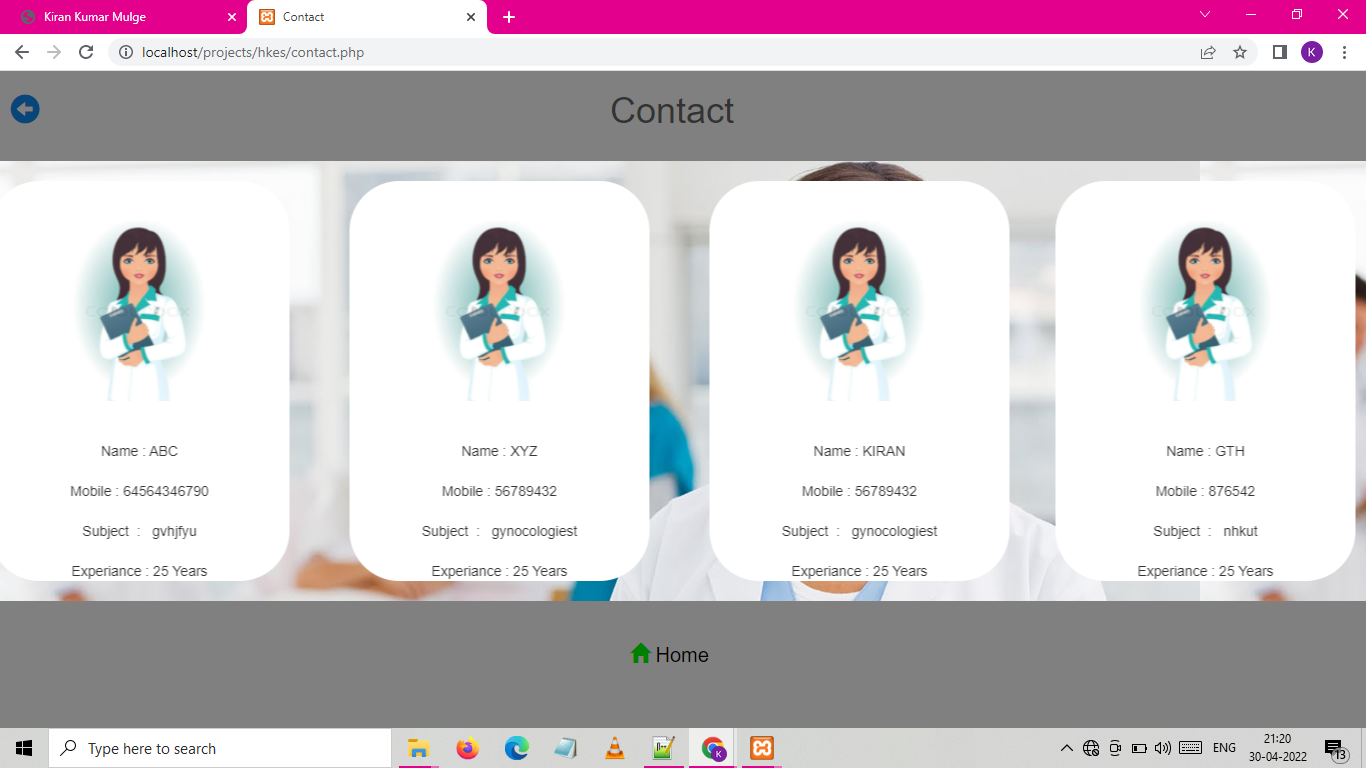 Kiran Kumar Mulge
Contact
localhost/projects/hkes/contact.php
K
Contact
Name : ABC
Mobile : 64564346790
Subject : gvhjfyu
Experiance : 25 Years
Name : XYZ
Mobile : 56789432
Subject : gynocologiest
Experiance : 25 Years
Name : KIRAN
Mobile : 56789432
Subject : gynocologiest
Experiance : 25 Years
Name : GTH
Mobile : 876542
Subject : nhkut
Experiance : 25 Years
Home
Type here to search
K
ENG
21:20
30-04-2022
13